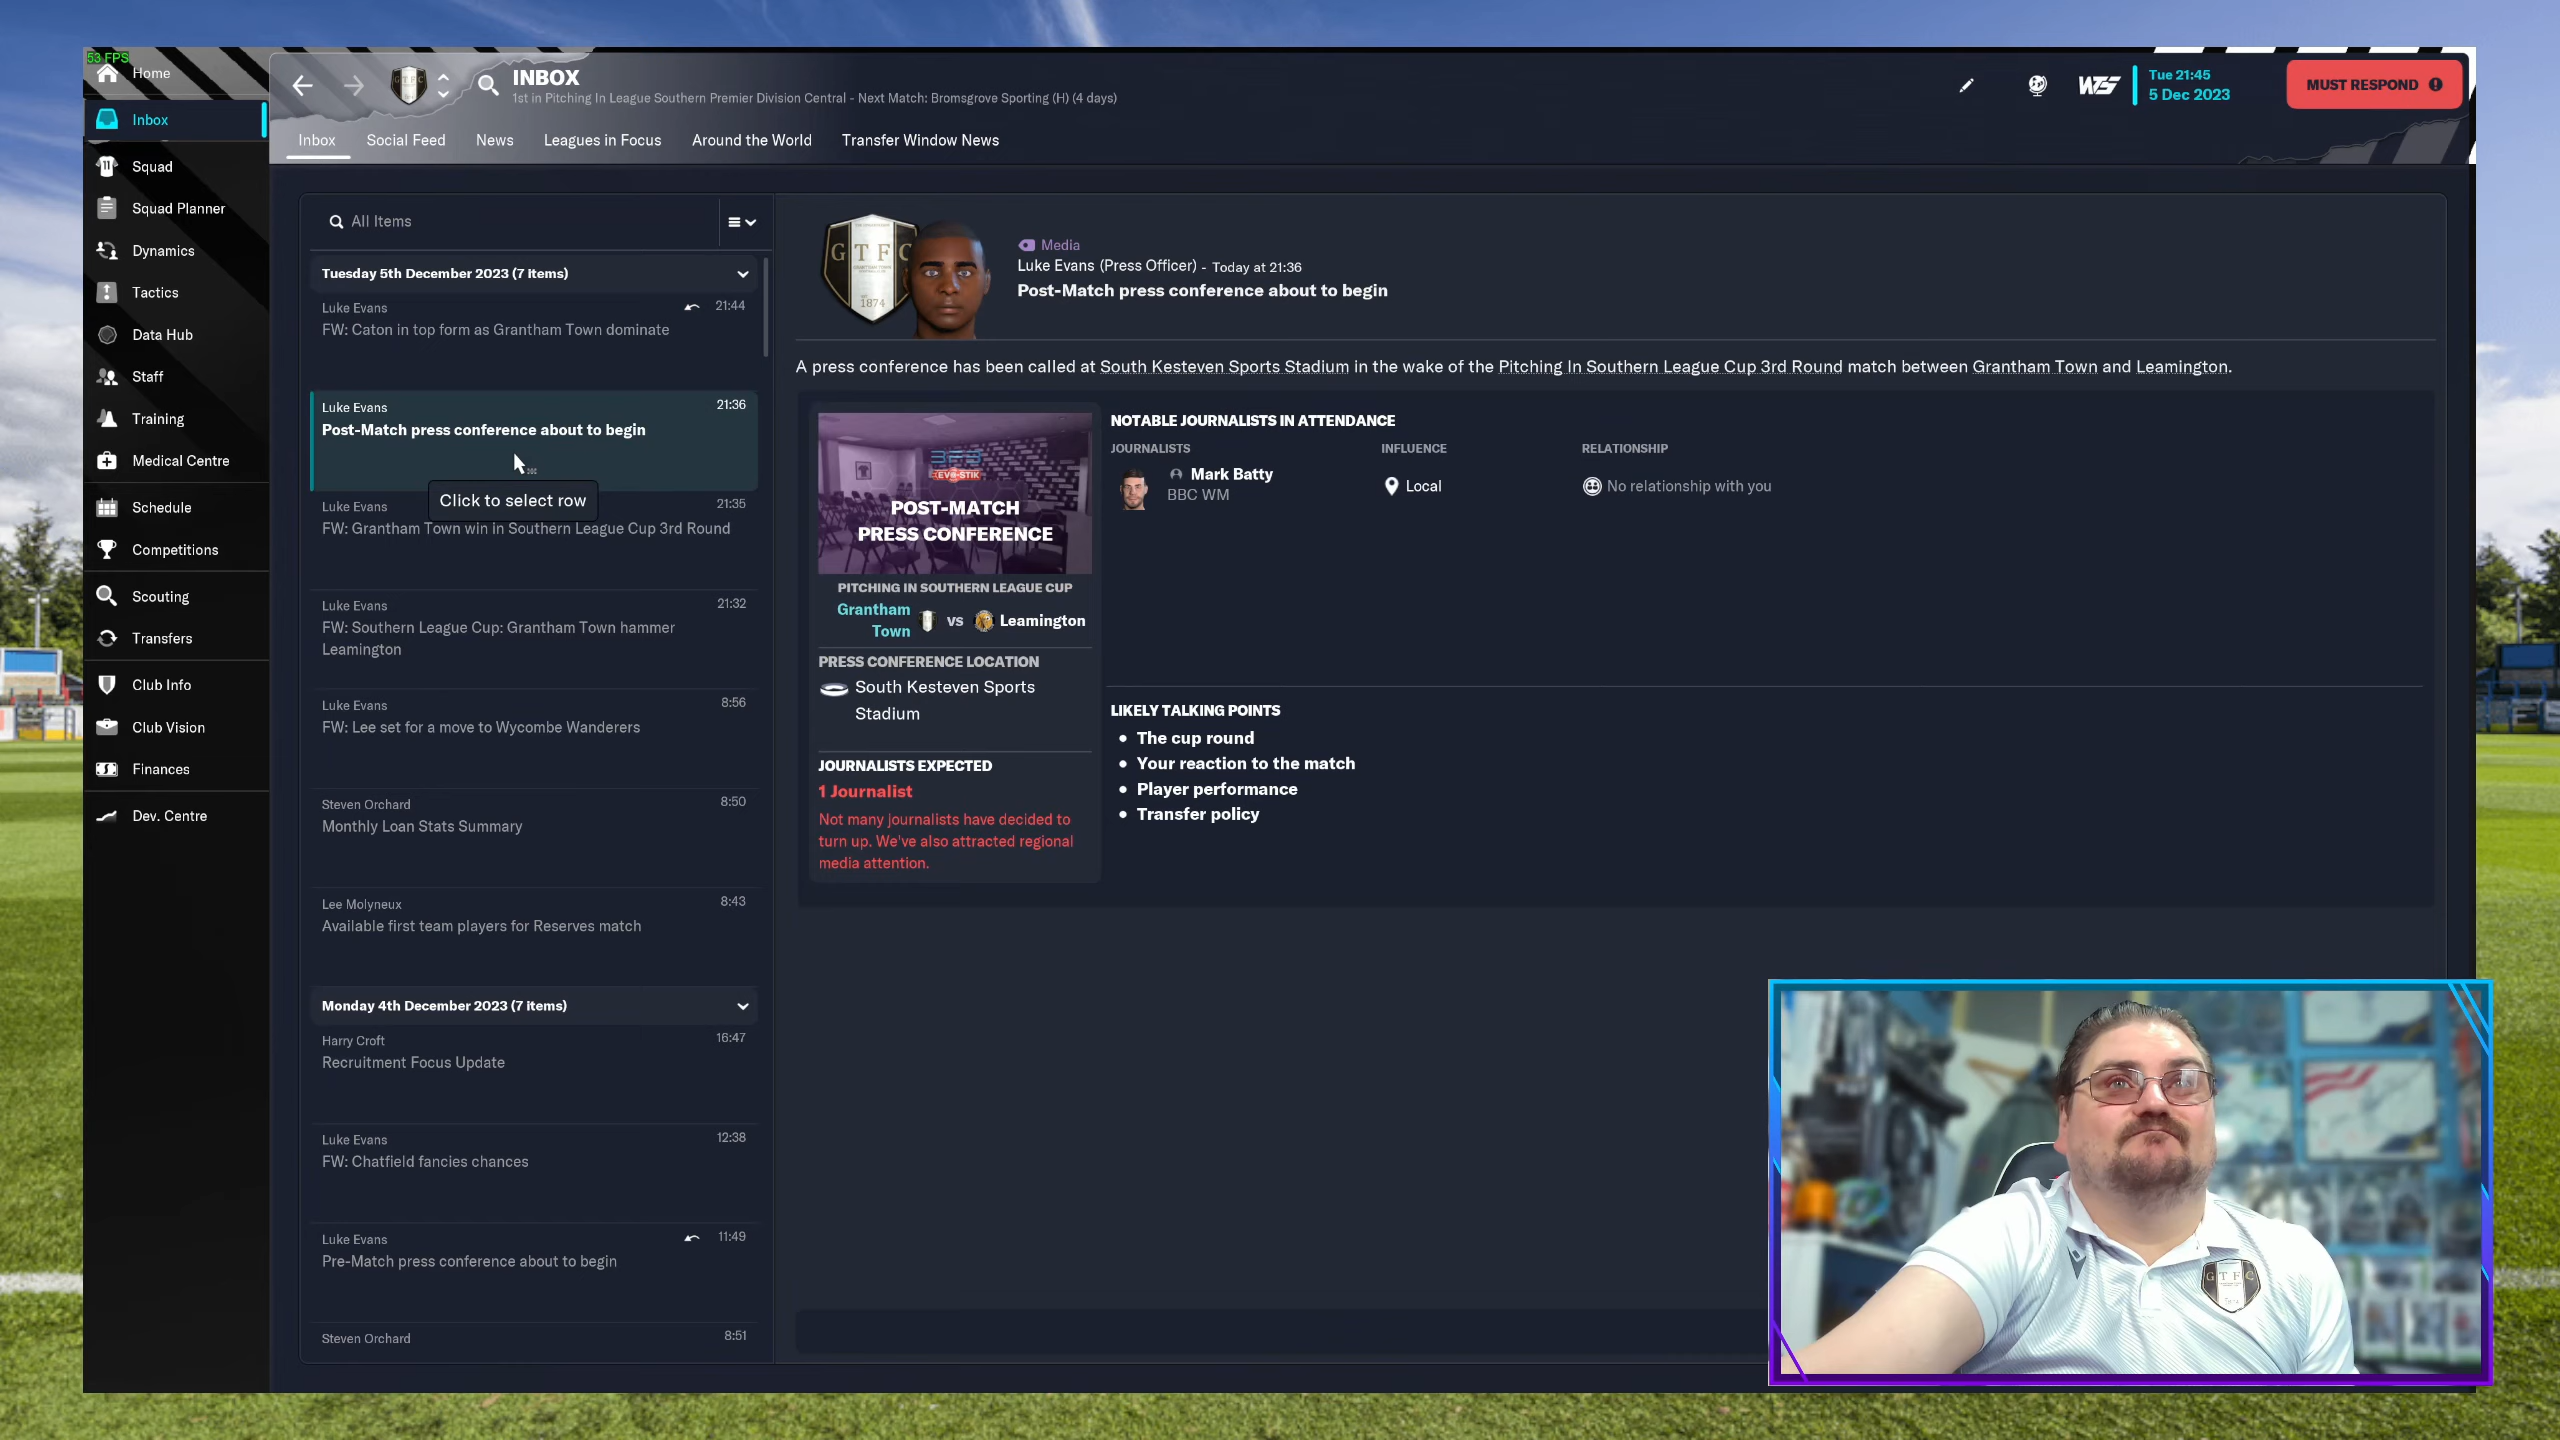 53 FPS
Home
Inbox
Squad
Squad Planner
Dynamics
Tactics
Data Hub
Staff
Training
Medical Centre
Schedule
Competitions
Scouting
Transfers
Club Info
Club Vision
Finances
Dev. Centre
INBOX
1st in Pitching In League Southern Premier Division Central - Next Match: Bromsgrove Sporting (H) (4 days)
Tue 21:45
5 Dec 2023
MUST RESPOND
Inbox Social Feed News Leagues in Focus Around the World Transfer Window News
All Items
Tuesday 5th December 2023 (7 Items)
Luke Evans 21:44
FW: Caton in top form as Grantham Town dominate
Luke Evans 21:36
Post-Match press conference about to begin
Click to select row
Luke Evans 21:35
FW: Grantham Town win in Southern League Cup 3rd Round
Luke Evans 21:32
FW: Southern League Cup: Grantham Town hammer
Leamington
Luke Evans 8:56
FW: Lee set for a move to Wycombe Wanderers
Steven Orchard 8:50
Monthly Loan Stats Summary
Lee Molyneux 8:43
Available first team players for Reserves match
Monday 4th December 2023 (7 items)
Harry Croft 16:47
Recruitment Focus Update
Luke Evans 12:38
FW: Chatfield fancies chances
Luke Evans 11:49
Pre-Match press conference about to begin
Steven Orchard 8:51
GTFC
1874
Media
Luke Evans (Press Officer) - Today at 21:36
Post-Match press conference about to begin
A press conference has been called at South Kesteven Sports Stadium in the wake of the Pitching In Southern League Cup 3rd Round match between Grantham Town and Leamington.
EVO-STIK
POST-MATCH
PRESS CONFERENCE
PITCHING IN SOUTHERN LEAGUE CUP
Grantham
Town vs Leamington
PRESS CONFERENCE LOCATION
South Kesteven Sports
Stadium
JOURNALISTS EXPECTED
1 Journalist
Not many journalists have decided to
turn up. We've also attracted regional
media attention.
NOTABLE JOURNALISTS IN ATTENDANCE
JOURNALISTS INFLUENCE RELATIONSHIP
Mark Batty
BBC WM
Local
No relationship with you
LIKELY TALKING POINTS
• The cup round
• Your reaction to the match
• Player performance
• Transfer policy
GTFC